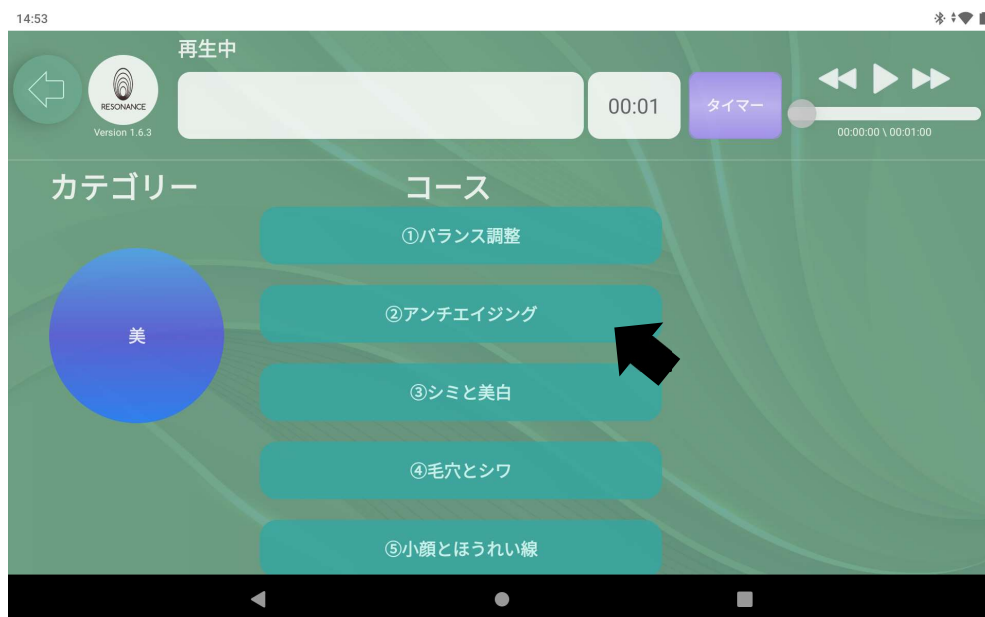 14:53
再生中
RESONANCE
Version 1.6.3
00:01
タイマー
00:00:00 \ 00:01:00
カテゴリー
コース
美
①バランス調整
②アンチエイジング
③シミと美白
④毛穴とシワ
⑤小顔とほうれい線